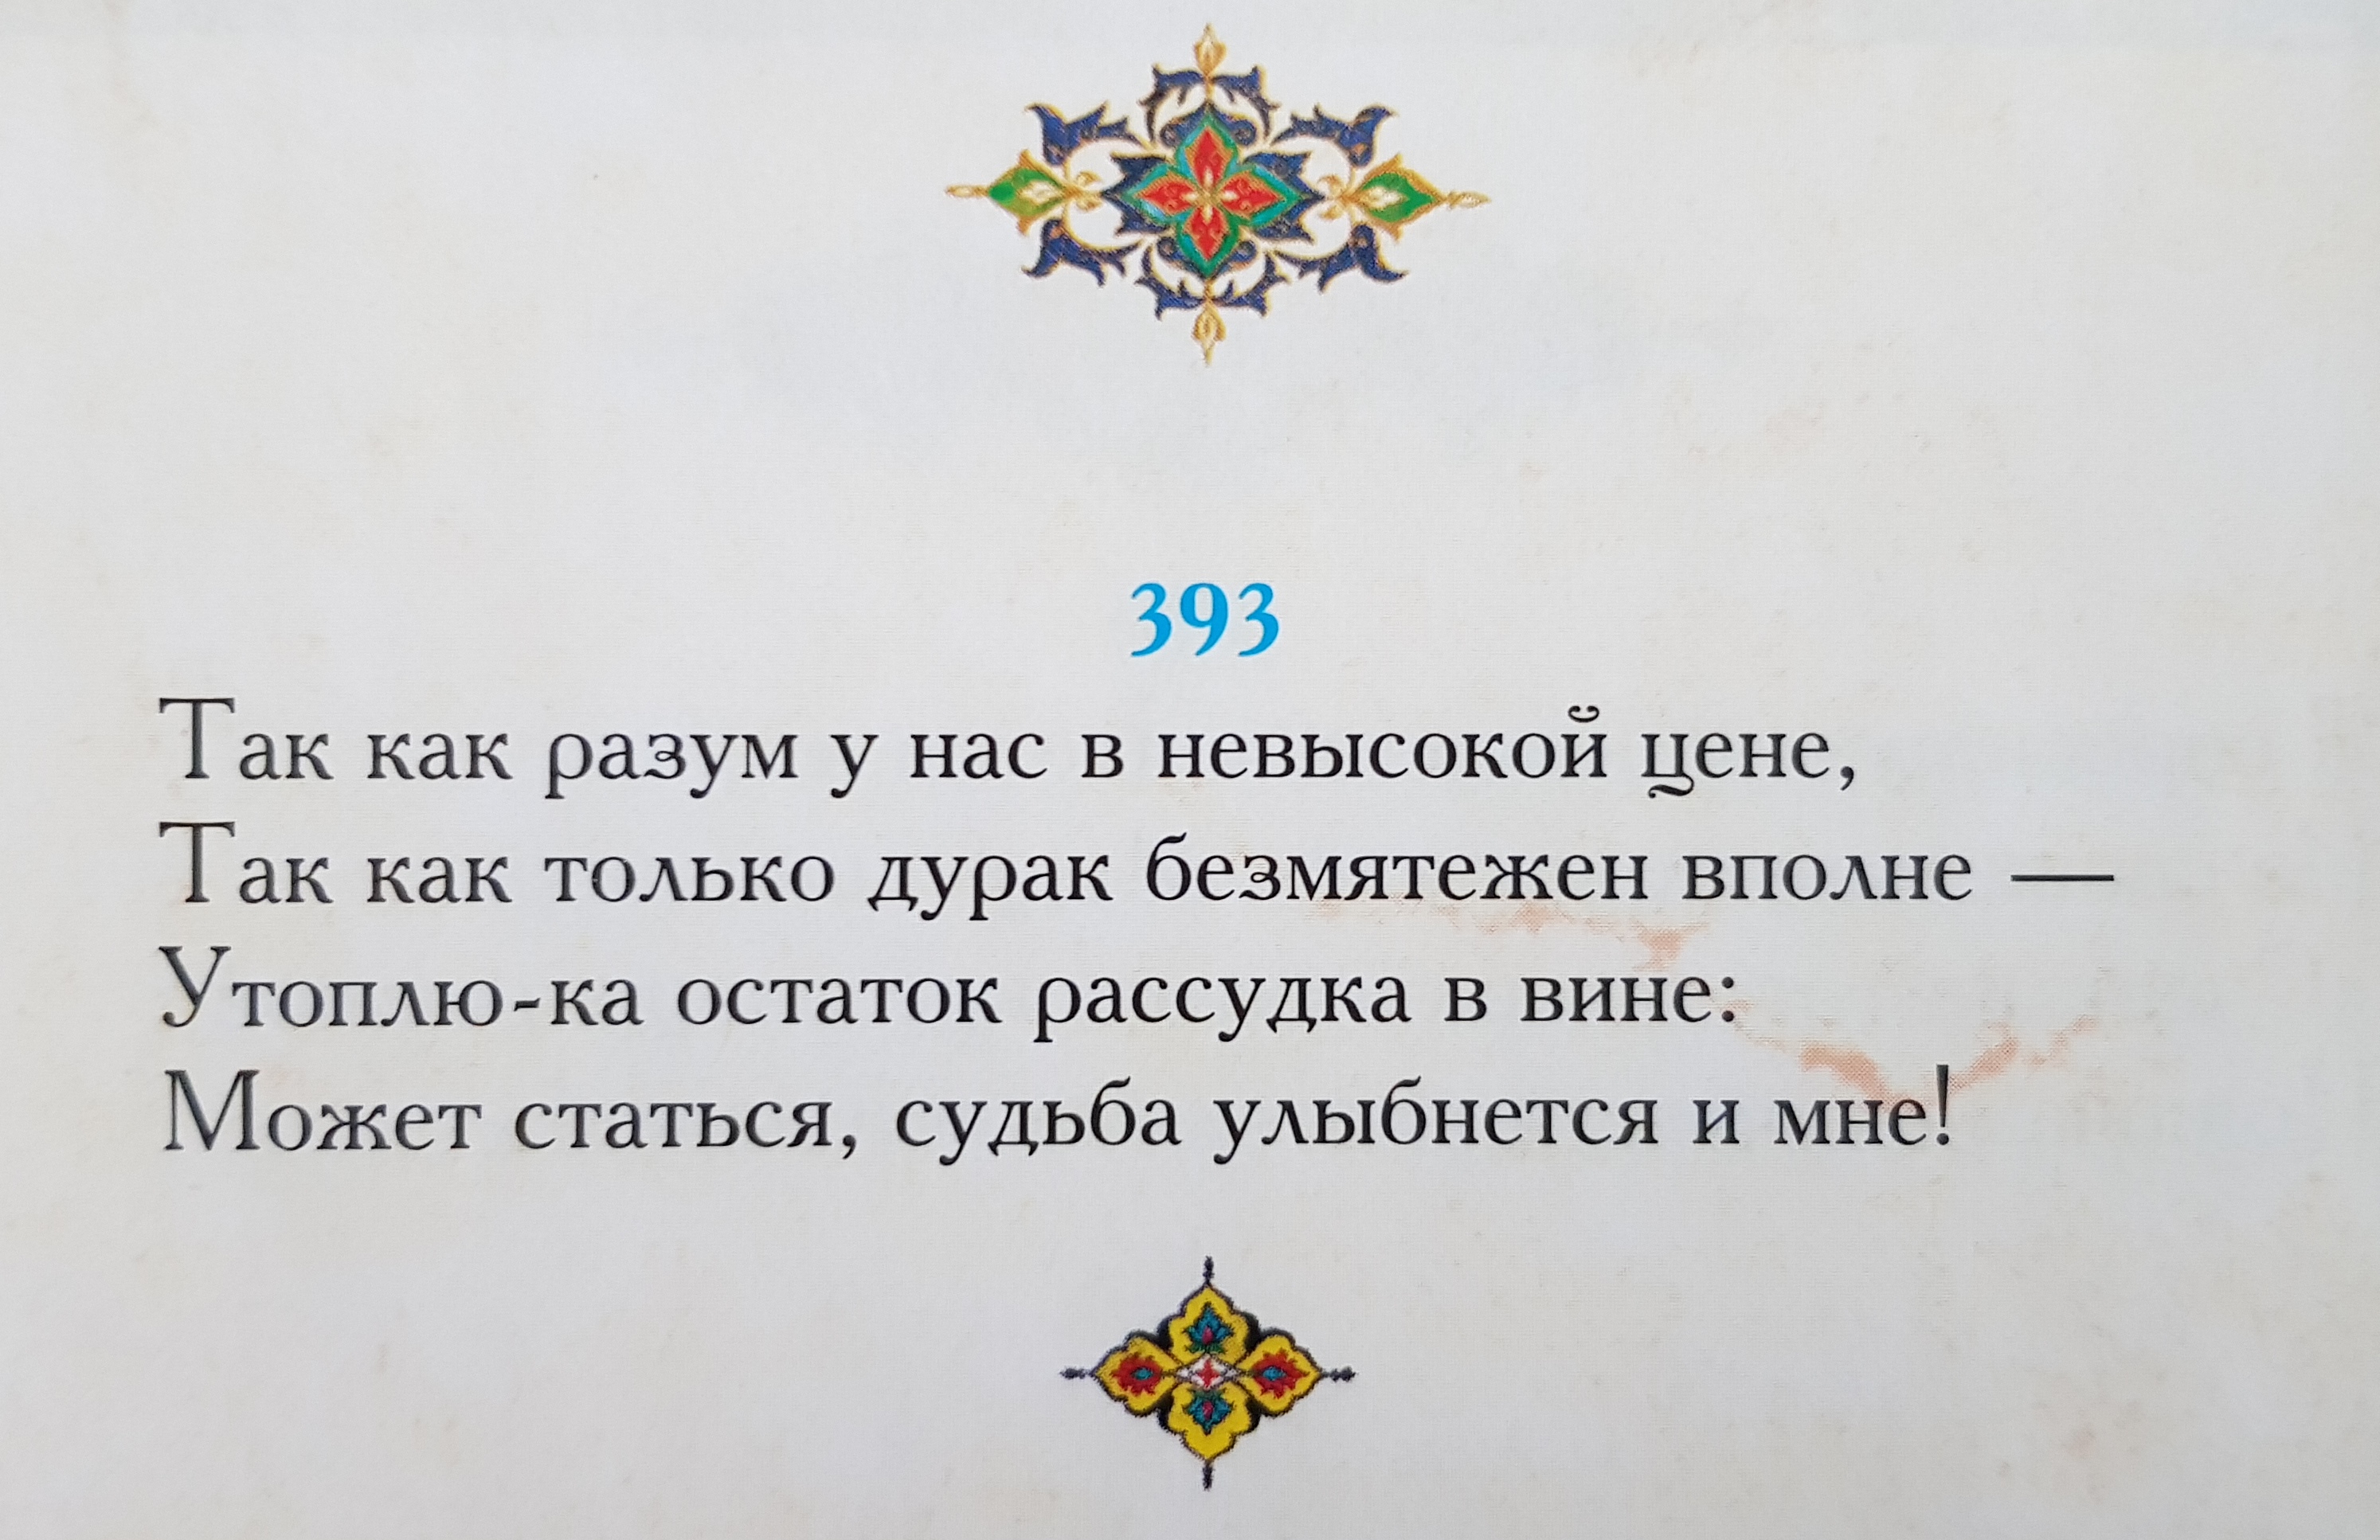 393
Так как разум у нас в невысокой цене,
Так как только дурак безмятежен вполне —
Утоплю-ка остаток рассудка в вине:
Может статься, судьба улыбнется и мне!